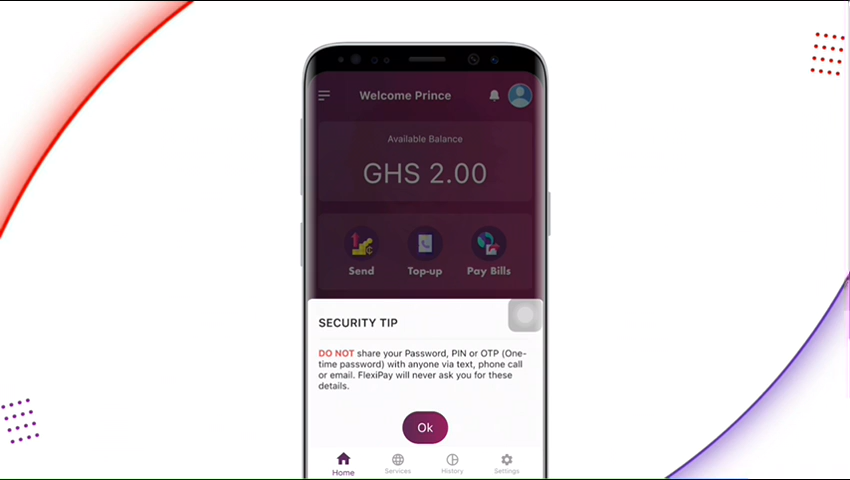 Welcome Prince
Available Balance
GHS 2.00
Send Top-up Pay Bills
SECURITY TIP
DO NOT share your Password, PIN or OTP (One-
time password) with anyone via text, phone call
or email. FlexiPay will never ask you for these
details.
Ok
Home Services History Settings